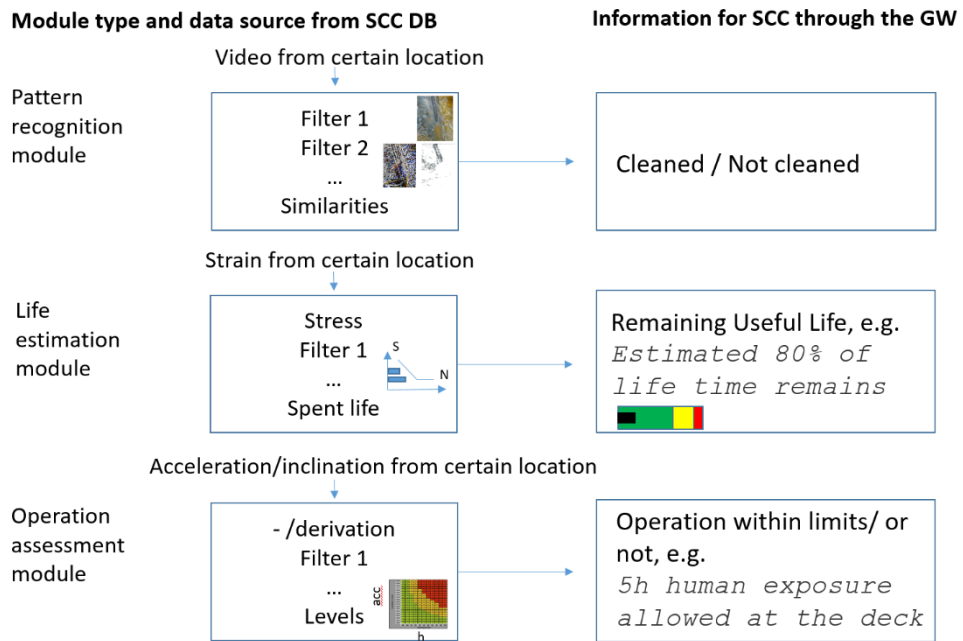 Module type and data source from SCC DB
Information for SCC through the GW
Video from certain location
Pattern
recognition
module
Filter 1
Filter 2
...
Similarities
Cleaned / Not cleaned
Strain from certain location
Life
estimation
module
Stress
Filter 1
...
Spent life
S
N
Remaining Useful Life, e.g.
Estimated 80% of
life time remains
Acceleration/inclination from certain location
Operation
assessment
module
- /derivation
Filter 1
...
Levels
acc
h
Operation within limits/ or
not, e.g.
5h human exposure
allowed at the deck